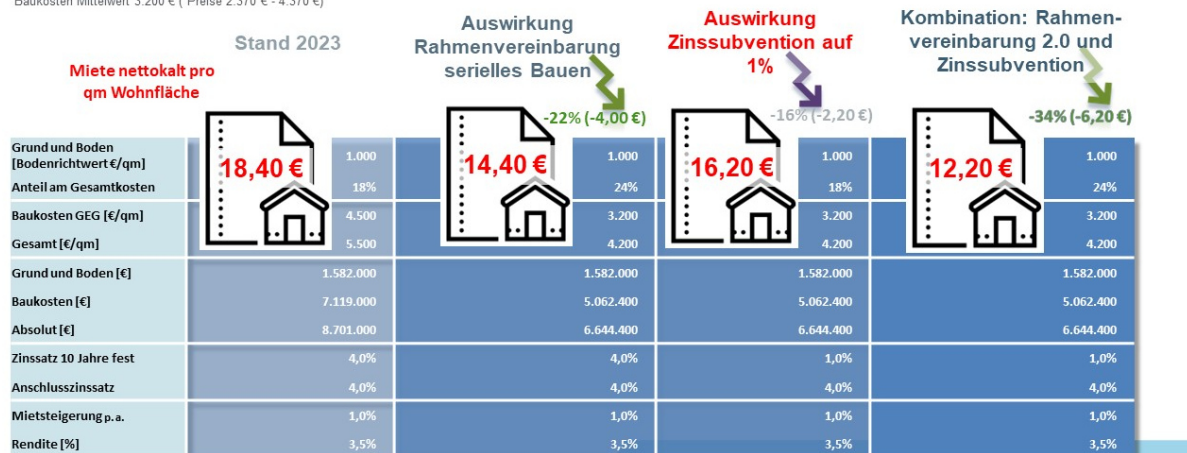 Baukosten Mittelwert 3.200 € ( Preise 2.370 € - 4.370 €)
Miete nettokalt pro
qm Wohnfläche
Stand 2023
Auswirkung
Rahmenvereinbarung
serielles Bauen
Auswirkung
Zinssubvention auf
1%
Kombination: Rahmen-
vereinbarung 2.0 und
Zinssubvention
-22% (-4,00 €)
-16% (-2,20 €)
-34% (-6,20 €)
18,40 €
14,40 €
16,20 €
12,20 €
Grund und Boden
[Bodenrichtwert €/qm] 1.000 1.000 1.000 1.000
Anteil am Gesamtkosten 18% 24% 18% 24%
Baukosten GEG [€/qm] 4.500 3.200 3.200 3.200
Gesamt [€/qm] 5.500 4.200 4.200 4.200
Grund und Boden [€] 1.582.000 1.582.000 1.582.000 1.582.000
Baukosten [€] 7.119.000 5.062.400 5.062.400 5.062.400
Absolut [€] 8.701.000 6.644.400 6.644.400 6.644.400
Zinssatz 10 Jahre fest 4,0% 4,0% 1,0% 1,0%
Anschlusszinssatz 4,0% 4,0% 4,0% 4,0%
Mietsteigerung p. a. 1,0% 1,0% 1,0% 1,0%
Rendite [%] 3,5% 3,5% 3,5% 3,5%